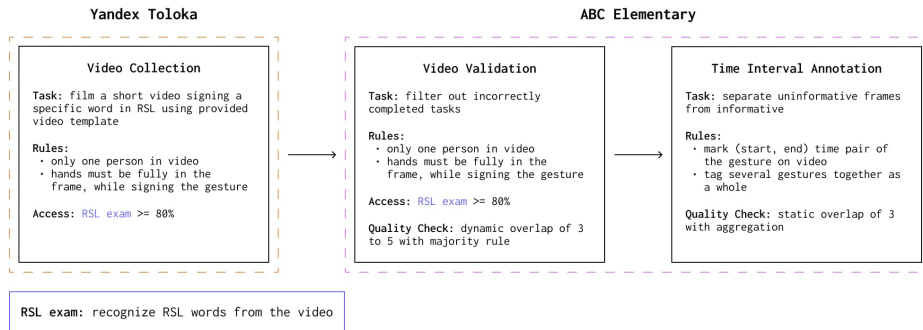 Yandex Toloka
Video Collection
Task: film a short video signing a
specific word in RSL using provided
video template
Rules:
• only one person in video
• hands must be fully in the
frame, while signing the gesture
Access: RSL exam >= 80%
ABC Elementary
Video Validation
Task: filter out incorrectly
completed tasks
Rules:
• only one person in video
• hands must be fully in the
frame, while signing the gesture
Access: RSL exam >= 80%
Quality Check: dynamic overlap of 3
to 5 with majority rule
Time Interval Annotation
Task: separate uninformative frames
from informative
Rules:
• mark (start, end) time pair of
the gesture on video
• tag several gestures together as
a whole
Quality Check: static overlap of 3
with aggregation
RSL exam: recognize RSL words from the video